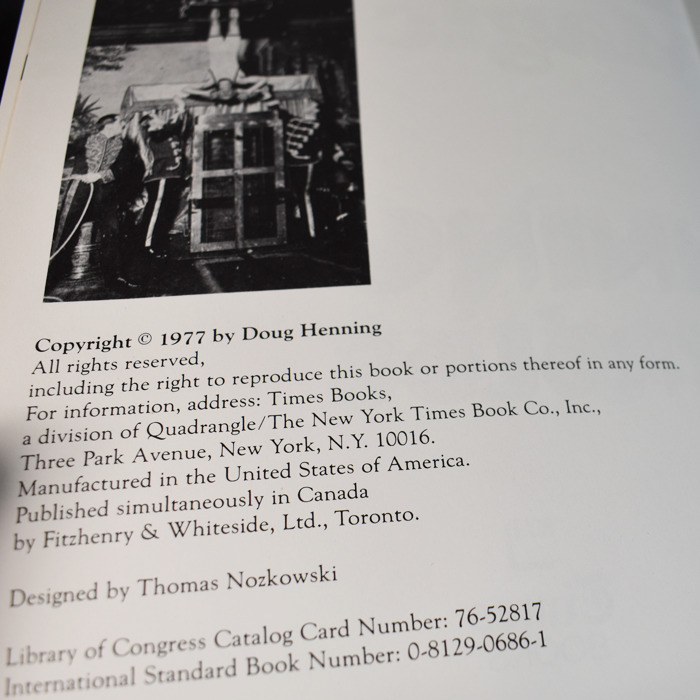 Copyright © 1977 by Doug Henning
All rights reserved,
including the right to reproduce this book or portions thereof in any form.
For information, address: Times Books,
a division of Quadrangle/The New York Times Book Co., Inc.,
Three Park Avenue, New York, N.Y. 10016.
Manufactured in the United States of America.
Published simultaneously in Canada
by Fitzhenry & Whiteside, Ltd., Toronto.
Designed by Thomas Nozkowski
Library of Congress Catalog Card Number: 76-52817
International Standard Book Number: 0-8129-0686-1